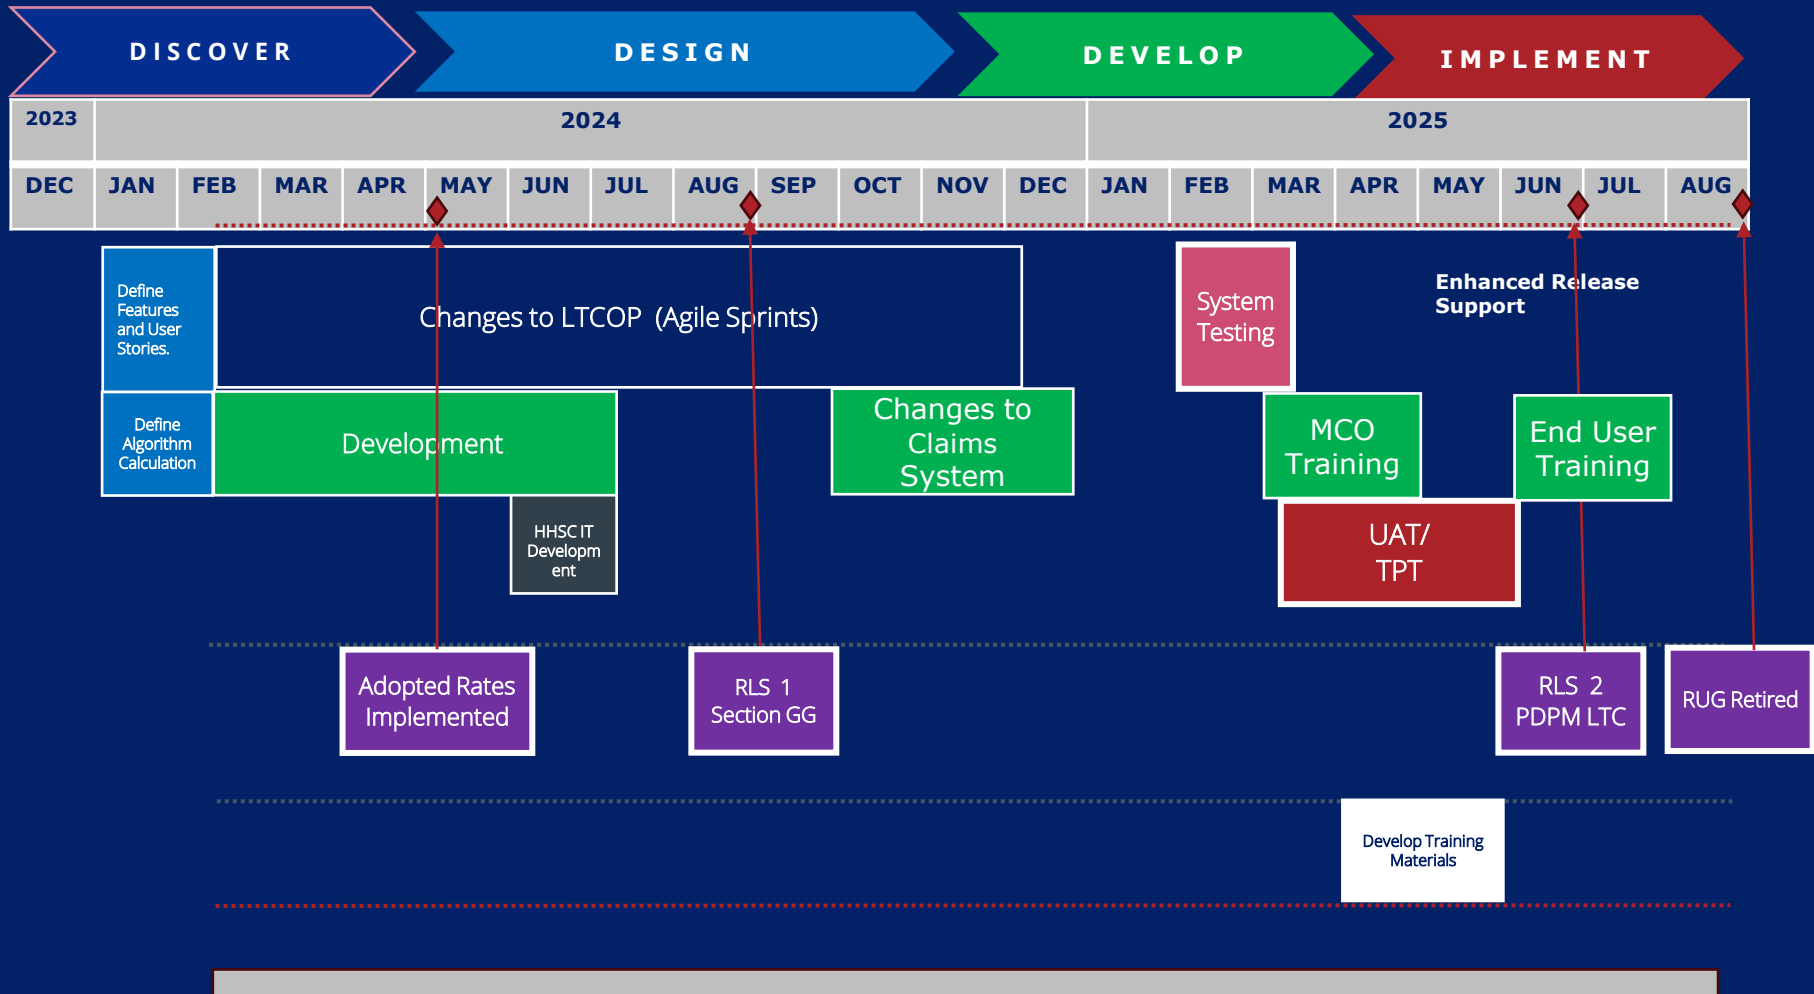 DISCOVER
DESIGN
DEVELOP
IMPLEMENT
2023
2024
2025
DEC
JAN
FEB
MAR
APR
MAY
JUN
JUL
AUG
SEP
OCT
NOV
DEC
JAN
FEB
MAR
APR
MAY
JUN
JUL
AUG
Define
Features
and User
Stories.
Changes to LTCOP (Agile Sprints)
System
Testing
Enhanced Release
Support
Define
Algorithm
Calculation
Development
Changes to
Claims
System
MCO
Training
End User
Training
HHSC IT
Developm
ent
UAT/
TPT
Adopted Rates
Implemented
RLS 1
Section GG
RLS 2
PDPM LTC
RUG Retired
Develop Training
Materials